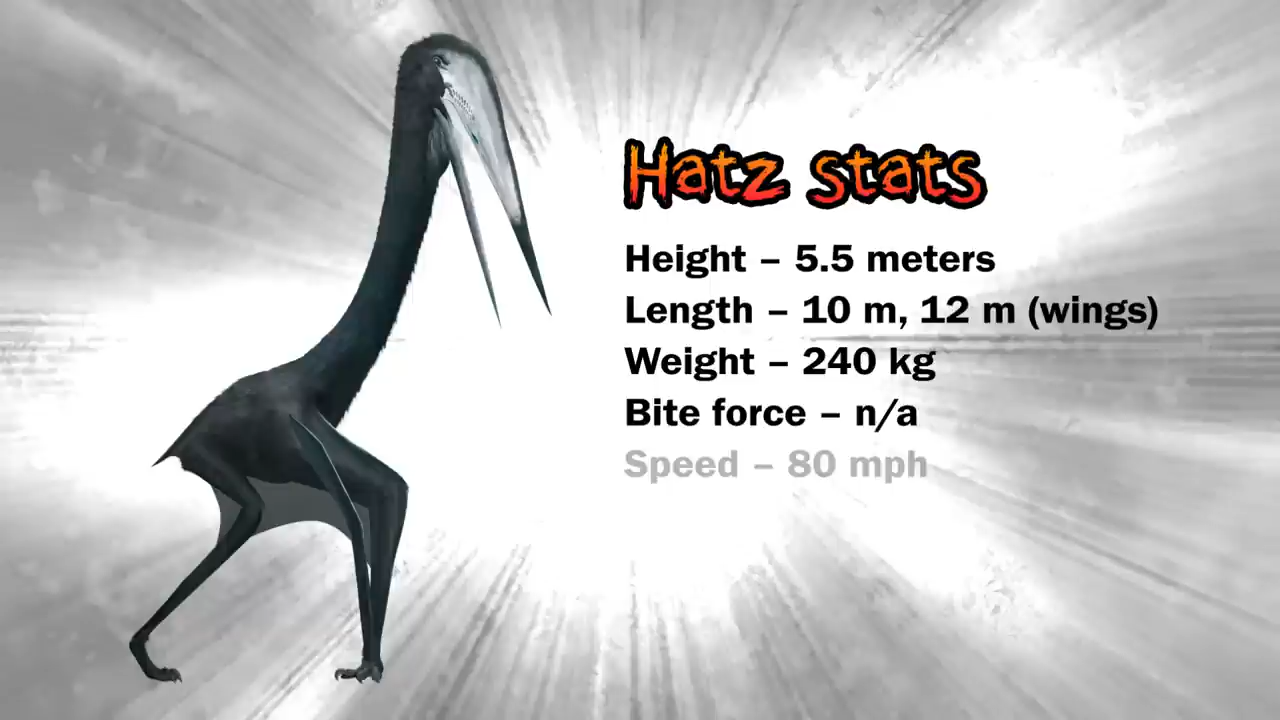 Hatz stats
Height – 5.5 meters
Length – 10 m, 12 m (wings)
Weight – 240 kg
Bite force – n/a
Speed – 80 mph